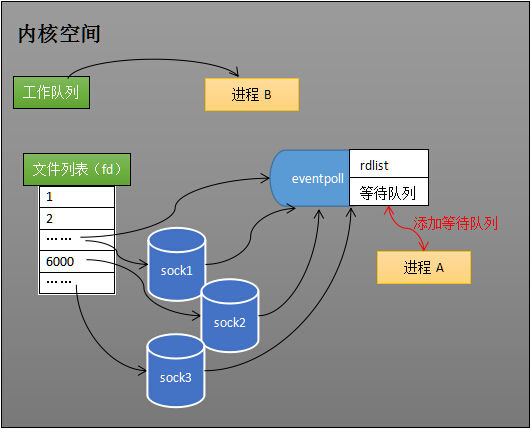 内核空间
工作队列
进程 B
文件列表（fd）
1
2
……
6000
……
eventpoll
rdlist
等待队列
添加等待队列
进程 A
sock1
sock2
sock3